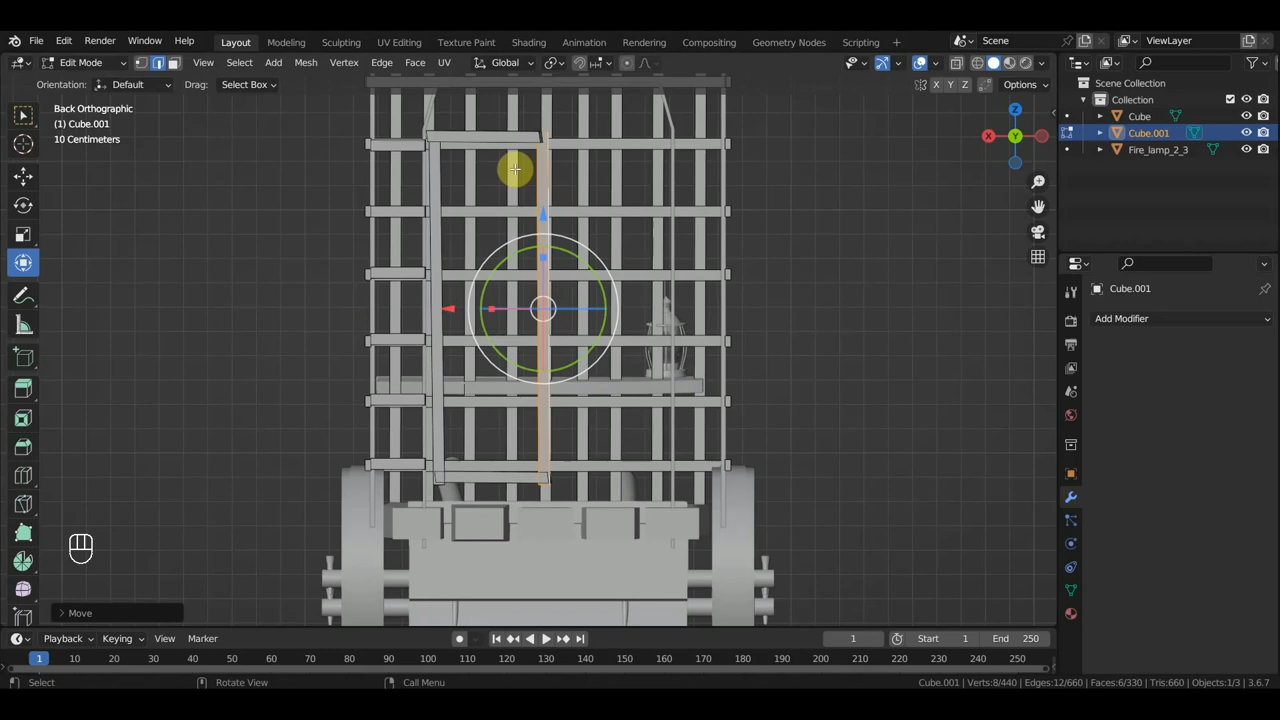 File Edit Render Window Help Layout Modeling Sculpting UV Editing Texture Paint Shading Animation Rendering Compositing Geometry Nodes Scripting + Scene ViewLayer
Edit Mode View Select Add Mesh Vertex Edge Face UV Global
Orientation: Default Drag: Select Box X Y Z Options
Back Orthographic
(1) Cube.001
10 Centimeters
Z
X
Y
Scene Collection
Collection
Cube
Cube.001
Fire_lamp_2_3
Cube.001
Add Modifier
Move
Playback Keying View Marker 1 Start 1 End 250
1 10 20 30 40 50 60 70 80 90 100 110 120 130 140 150 160 170 180 190 200 210 220 230 240 250
Select Rotate View Call Menu Cube.001 | Verts:8/440 | Edges:12/660 | Faces:6/330 | Tris:660 | Objects:1/3 | 3.6.7